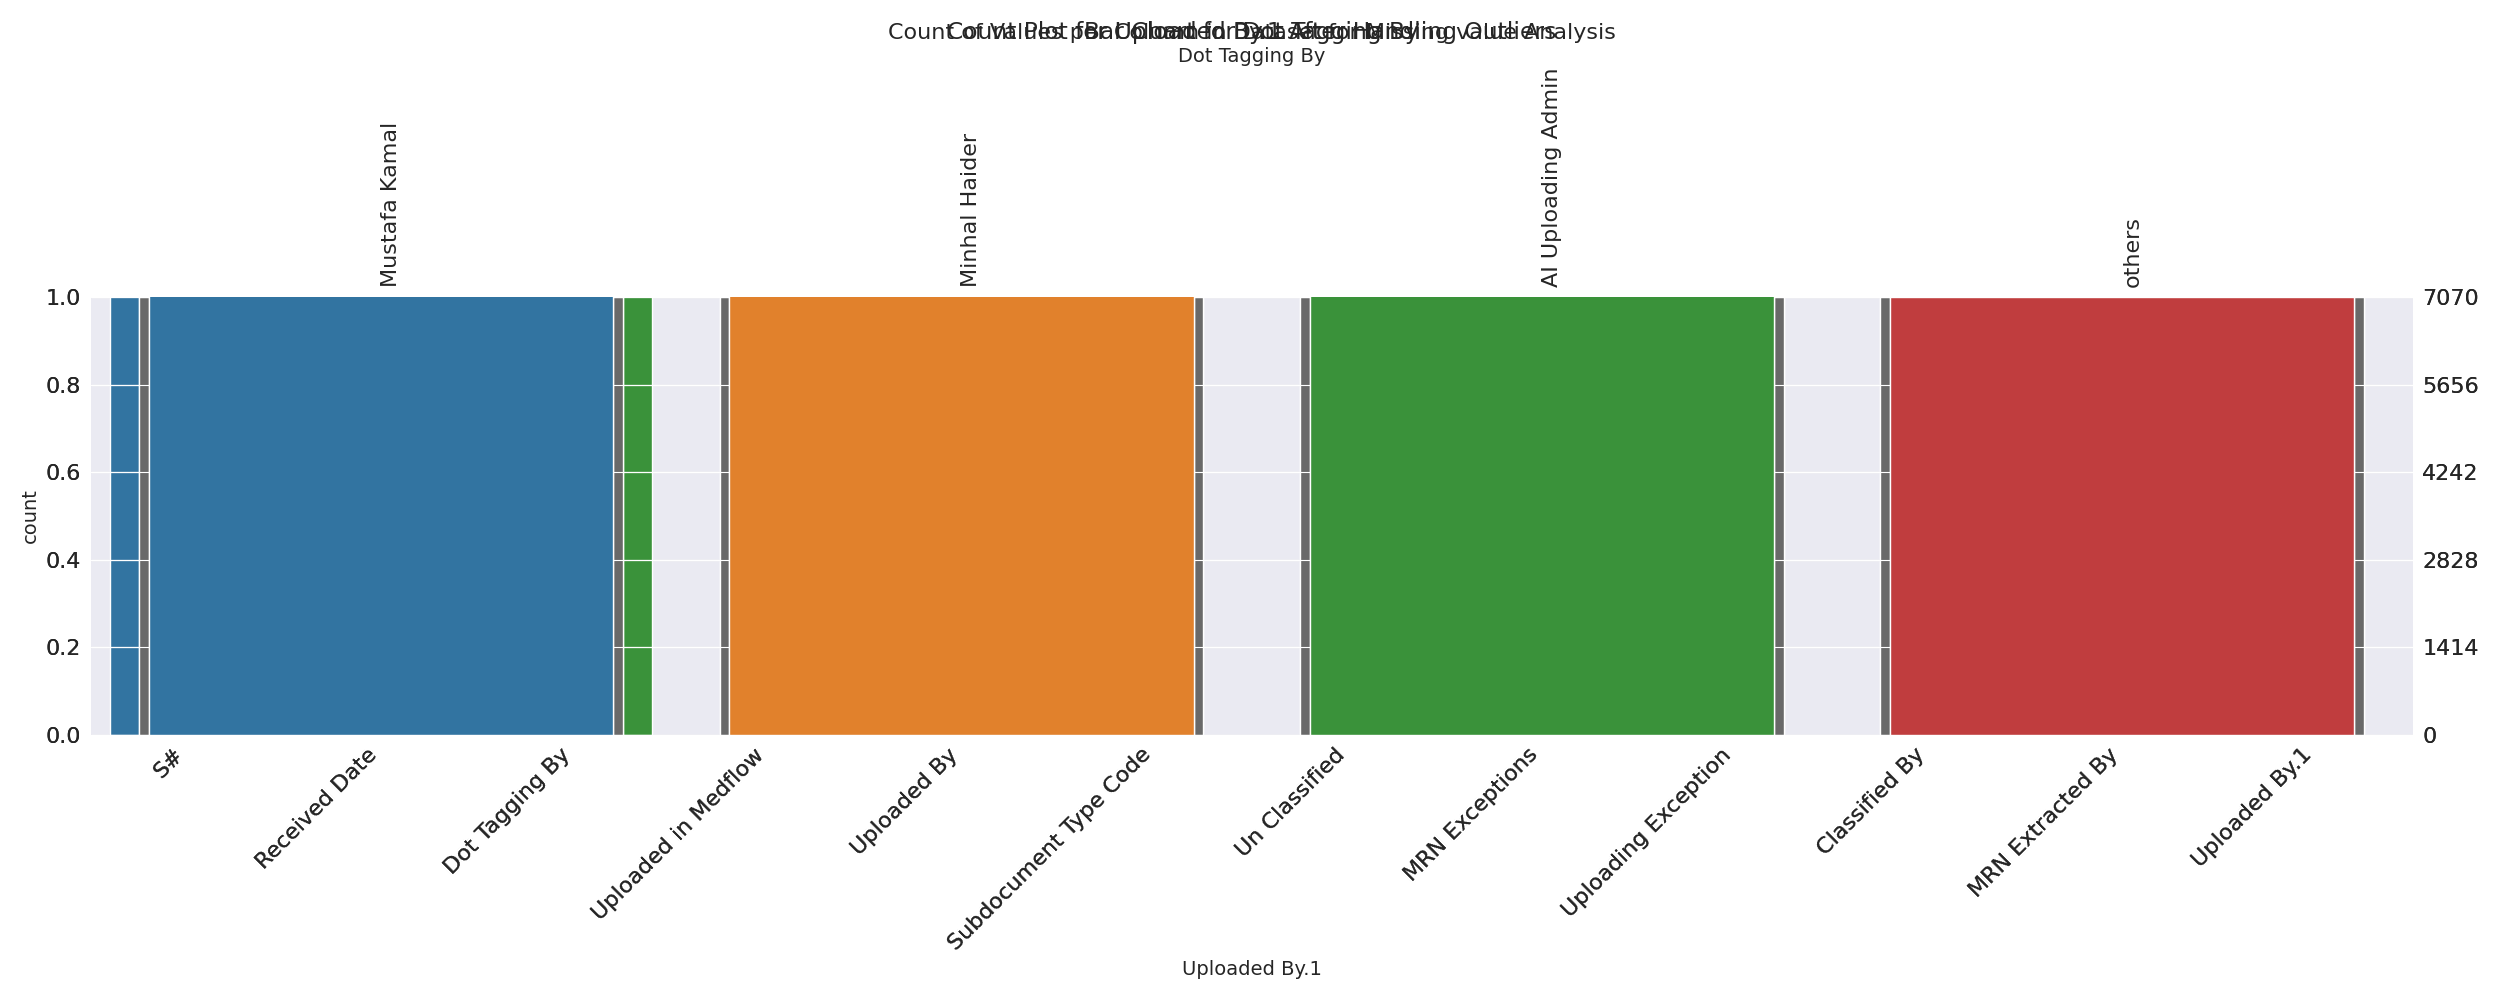 Dot Tagging By
Mustafa Kamal
Minhal Haider
AI Uploading Admin
others
1.0
0.8
0.6
0.4
0.2
0.0
count
7070
5656
4242
2828
1414
0
S#
Received Date
Dot Tagging By
Uploaded in Medflow
Uploaded By
Subdocument Type Code
Un Classified
MRN Exceptions
Uploading Exception
Classified By
MRN Extracted By
Uploaded By.1
Uploaded By.1